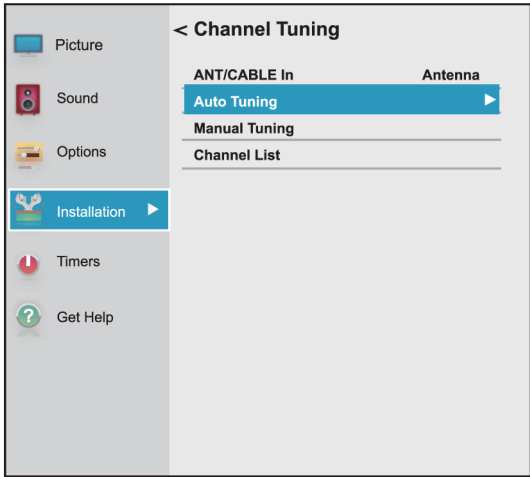 Picture
Sound
Options
Installation
Timers
? Get Help
< Channel Tuning
ANT/CABLE In Antenna
Auto Tuning
Manual Tuning
Channel List